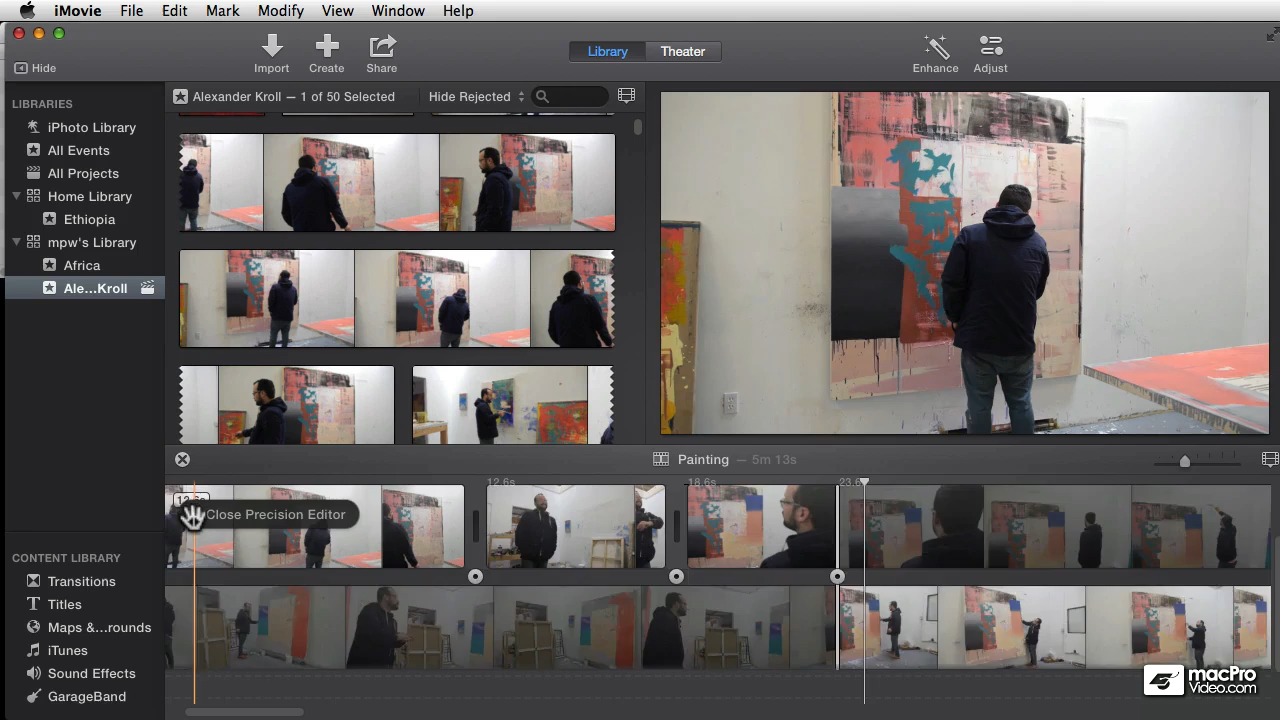 iMovie File Edit Mark Modify View Window Help
Hide
Import Create Share
Library Theater
Enhance Adjust
LIBRARIES
iPhoto Library
All Events
All Projects
Home Library
Ethiopia
mpw's Library
Africa
Ale...Kroll
Alexander Kroll — 1 of 50 Selected Hide Rejected
Painting — 5m 13s
12.6s 18.6s 23.6s
Close Precision Editor
CONTENT LIBRARY
Transitions
T Titles
Maps &...rounds
iTunes
Sound Effects
GarageBand
macPro
Video.com